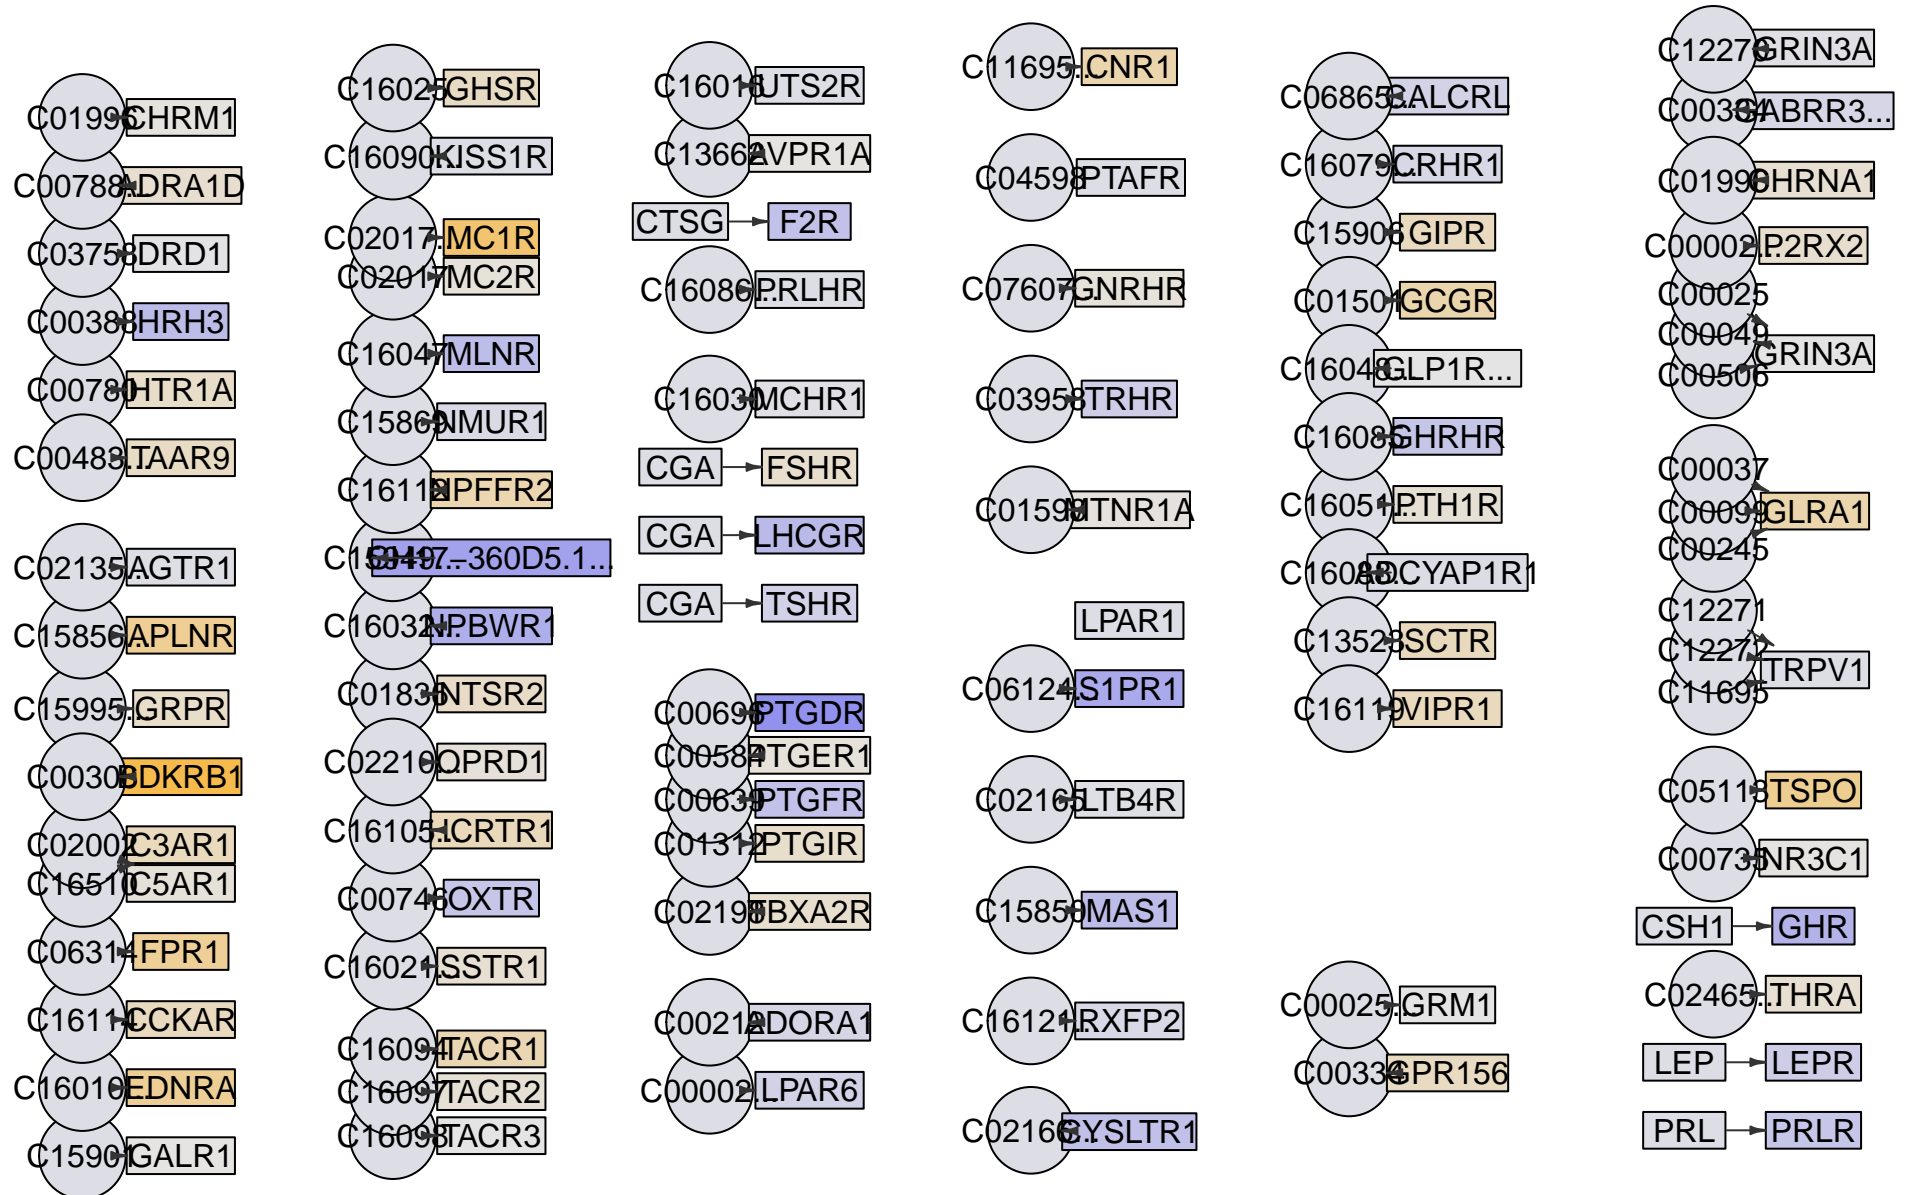 C01996 CHRM1
C00788... ADRA1D
C03758 DRD1
C00388 HRH3
C00780 HTR1A
C00483... TAAR9
C02135... AGTR1
C15856... APLNR
C15995... GRPR
C00306 BDKRB1
C02002 C3AR1
C16510 C5AR1
C06314 FPR1
C16114 CCKAR
C16010... EDNRA
C15901 GALR1
C16025 GHSR
C16090... KISS1R
C02017... MC1R
C02017 MC2R
C16047 MLNR
C15869 NMUR1
C16118 NPFFR2
–360D5.1...
C16032... NPBWR1
C01836 NTSR2
C02210... OPRD1
C16105... HCRTR1
C00746 OXTR
C16021... SSTR1
C16094 TACR1
C16097 TACR2
C16098 TACR3
C16016 UTS2R
C13662 AVPR1A
CTSG F2R
C16086... PRLHR
C16030 MCHR1
CGA FSHR
CGA LHCGR
CGA TSHR
C00696 PTGDR
C00584 PTGER1
C00639 PTGFR
C01312 PTGIR
C02198 TBXA2R
C00212 ADORA1
C00002... LPAR6
C11695... CNR1
C04598 PTAFR
C07607... GNRHR
C03958 TRHR
C01598 MTNR1A
LPAR1
C06124... S1PR1
C02165 LTB4R
C15850 MAS1
C16121... RXFP2
C02166... CYSLTR1
C06865... CALCRL
C16079... CRHR1
C15906 GIPR
C01501 GCGR
C16048... GLP1R...
C16085 GHRHR
C16051... PTH1R
C16088... ADCYAP1R1
C13523 SCTR
C16119 VIPR1
C00025... GRM1
C00334 GPR156
C12270 GRIN3A
C00334 GABRR3...
C01996 CHRNA1
C00002... P2RX2
C00025
C00049
GRIN3A
C00506
C00037
C00099 GLRA1
C00245
C12271
C12272
TRPV1
C11695
C05113 TSPO
C00735 NR3C1
CSH1 GHR
C02465... THRA
LEP LEPR
PRL PRLR